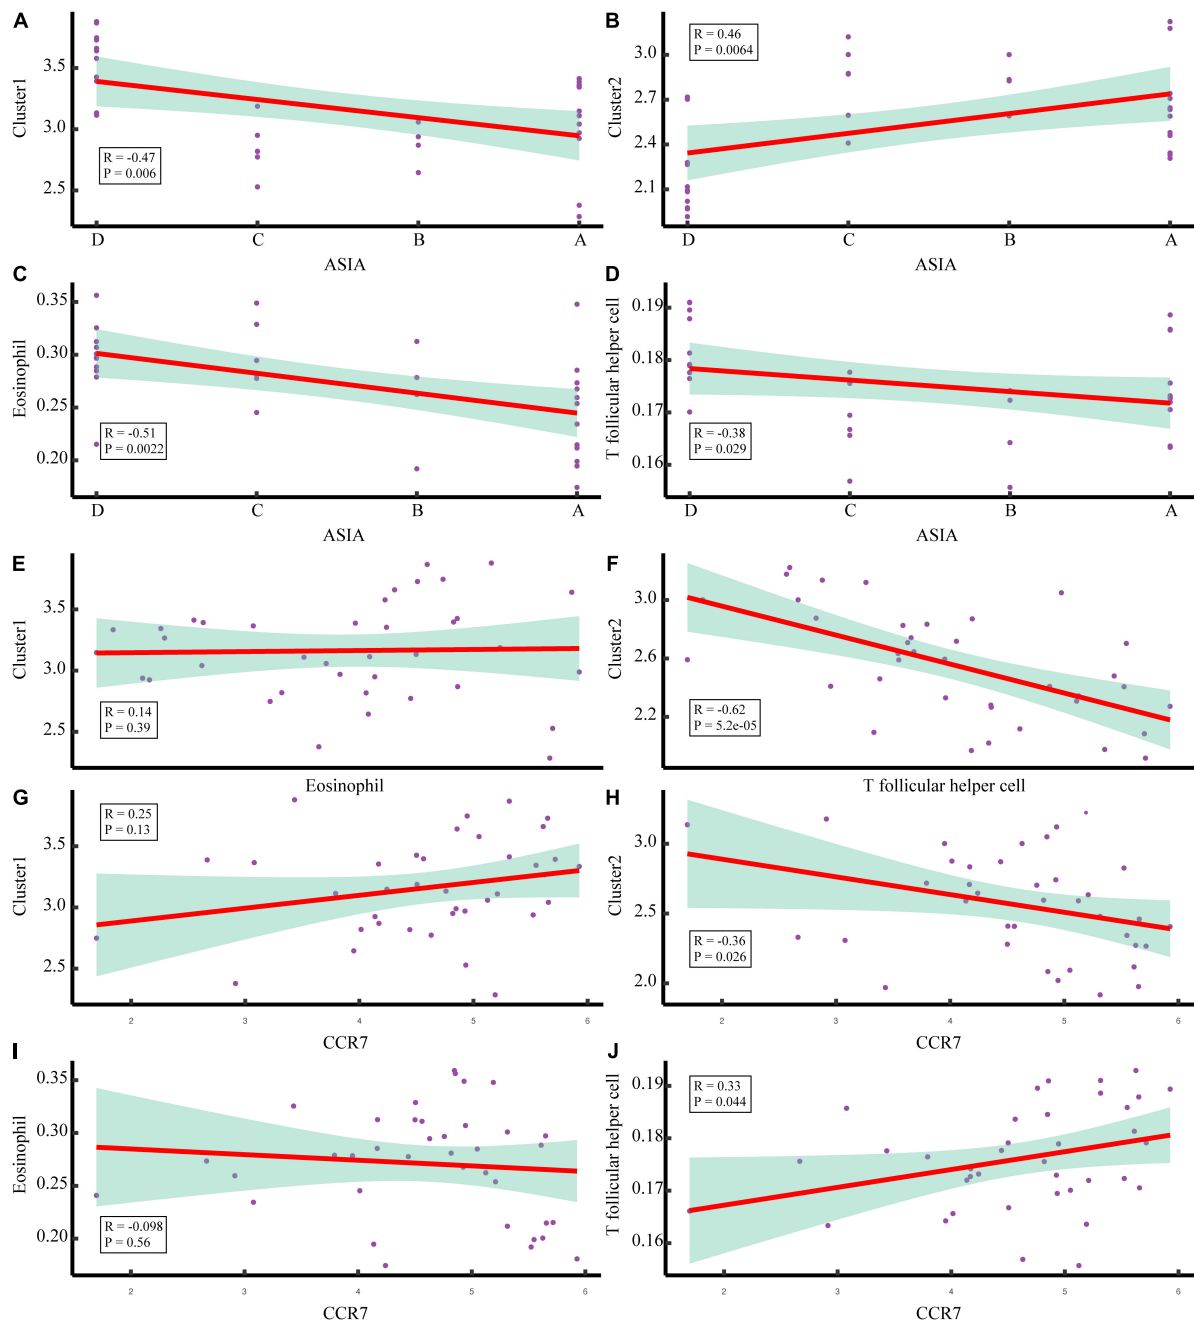 A
Cluster1
3.5
3.0
2.5
R = -0.47
P = 0.006
D
C
B
A
ASIA
B
Cluster2
3.0
2.7
2.4
2.1
R = 0.46
P = 0.0064
D
C
B
A
ASIA
C
Eosinophil
0.35
0.30
0.25
0.20
R = -0.51
P = 0.0022
D
C
B
A
ASIA
D
T follicular helper cell
0.19
0.18
0.17
0.16
R = -0.38
P = 0.029
D
C
B
A
ASIA
E
Cluster1
3.5
3.0
2.5
R = 0.14
P = 0.39
Eosinophil
F
Cluster2
3.0
2.6
2.2
R = -0.62
P = 5.2e-05
T follicular helper cell
G
Cluster1
3.5
3.0
2.5
R = 0.25
P = 0.13
2
3
4
5
6
CCR7
H
Cluster2
3.0
2.5
2.0
R = -0.36
P = 0.026
2
3
4
5
6
CCR7
I
Eosinophil
0.35
0.30
0.25
0.20
R = -0.098
P = 0.56
2
3
4
5
6
CCR7
J
T follicular helper cell
0.19
0.18
0.17
0.16
R = 0.33
P = 0.044
2
3
4
5
6
CCR7